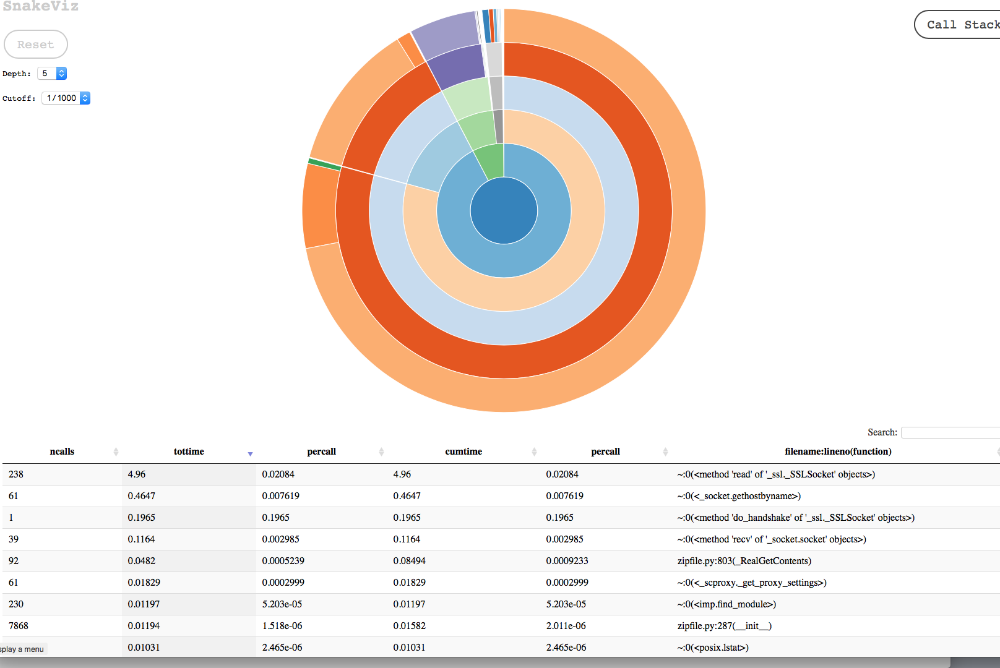 SnakeViz
Call Stack
Reset
Depth: 5
Cutoff: 1/1000
Search:
ncalls tottime percall cumtime percall filename:lineno(function)
238 4.96 0.02084 4.96 0.02084 ~:0(<method 'read' of '_ssl._SSLSocket' objects>)
61 0.4647 0.007619 0.4647 0.007619 ~:0(<_socket.gethostbyname>)
1 0.1965 0.1965 0.1965 0.1965 ~:0(<method 'do_handshake' of '_ssl._SSLSocket' objects>)
39 0.1164 0.002985 0.1164 0.002985 ~:0(<method 'recv' of '_socket.socket' objects>)
92 0.0482 0.0005239 0.08494 0.0009233 zipfile.py:803(_RealGetContents)
61 0.01829 0.0002999 0.01829 0.0002999 ~:0(<_scproxy._get_proxy_settings>)
230 0.01197 5.203e-05 0.01197 5.203e-05 ~:0(<imp.find_module>)
7868 0.01194 1.518e-06 0.01582 2.011e-06 zipfile.py:287(__init__)
0.01031 2.465e-06 0.01031 2.465e-06 ~:0(<posix.lstat>)
splay a menu